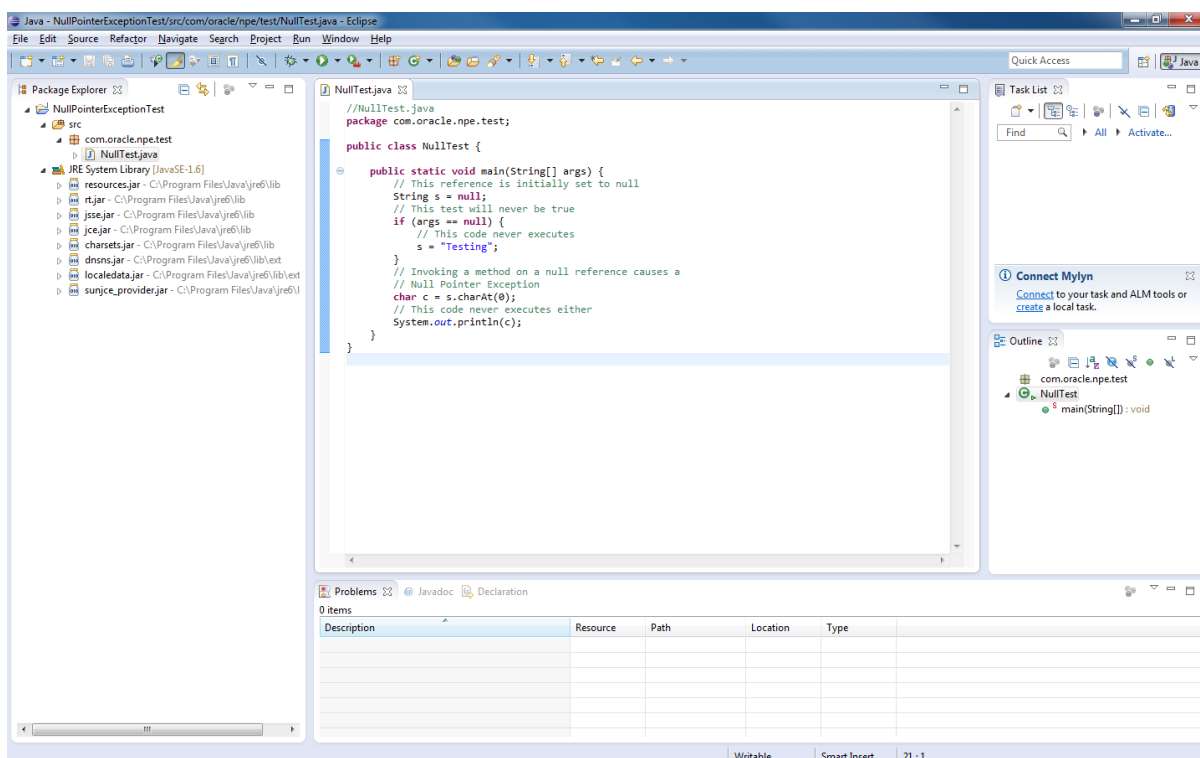 Java - NullPointerExceptionTest/src/com/oracle/npe/test/NullTest.java - Eclipse
File Edit Source Refactor Navigate Search Project Run Window Help
Quick Access
Java
Package Explorer
NullPointerExceptionTest
src
com.oracle.npe.test
NullTest.java
JRE System Library [JavaSE-1.6]
resources.jar - C:\Program Files\Java\jre6\lib
rt.jar - C:\Program Files\Java\jre6\lib
jsse.jar - C:\Program Files\Java\jre6\lib
jce.jar - C:\Program Files\Java\jre6\lib
charsets.jar - C:\Program Files\Java\jre6\lib
dnsns.jar - C:\Program Files\Java\jre6\lib\ext
localedata.jar - C:\Program Files\Java\jre6\lib\ext
sunjce_provider.jar - C:\Program Files\Java\jre6\l
NullTest.java
//NullTest.java
package com.oracle.npe.test;
public class NullTest {
public static void main(String[] args) {
// This reference is initially set to null
String s = null;
// This test will never be true
if (args == null) {
// This code never executes
s = "Testing";
}
// Invoking a method on a null reference causes a
// Null Pointer Exception
char c = s.charAt(0);
// This code never executes either
System.out.println(c);
}
}
Task List
Find All Activate...
Connect Mylyn
Connect to your task and ALM tools or
create a local task.
Outline
com.oracle.npe.test
NullTest
main(String[]) : void
Problems @ Javadoc Declaration
0 items
Description Resource Path Location Type
Writable Smart Insert 21 : 1